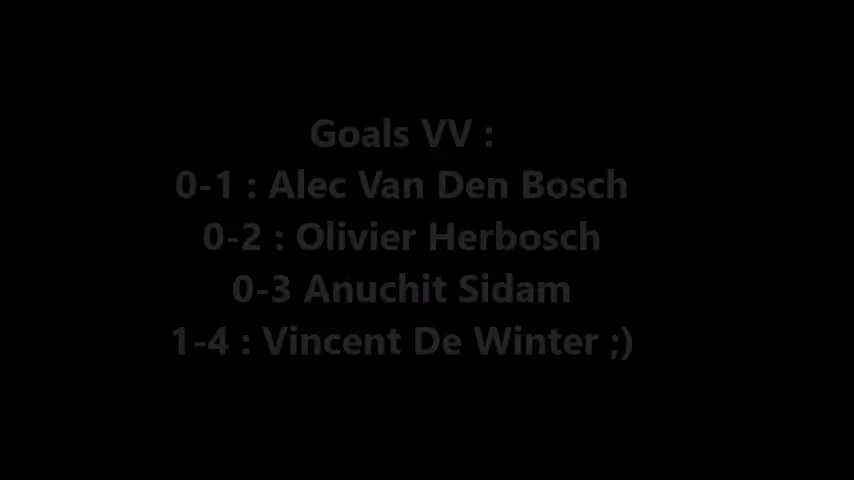 Goals VV :
0-1 : Alec Van Den Bosch
0-2 : Olivier Herbosch
0-3 Anuchit Sidam
1-4 : Vincent De Winter ;)